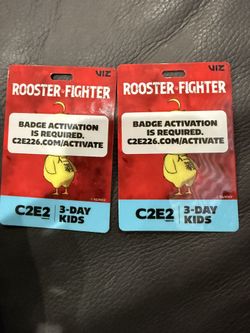 VIZ
ROOSTER FIGHTER
BADGE ACTIVATION
IS REQUIRED.
C2E226.COM/ACTIVATE
C2E2
3-DAY
KIDS
VIZ
ROOSTER FIGHTER
BADGE ACTIVATION
IS REQUIRED.
C2E226.COM/ACTIVATE
C2E2
3-DAY
KIDS